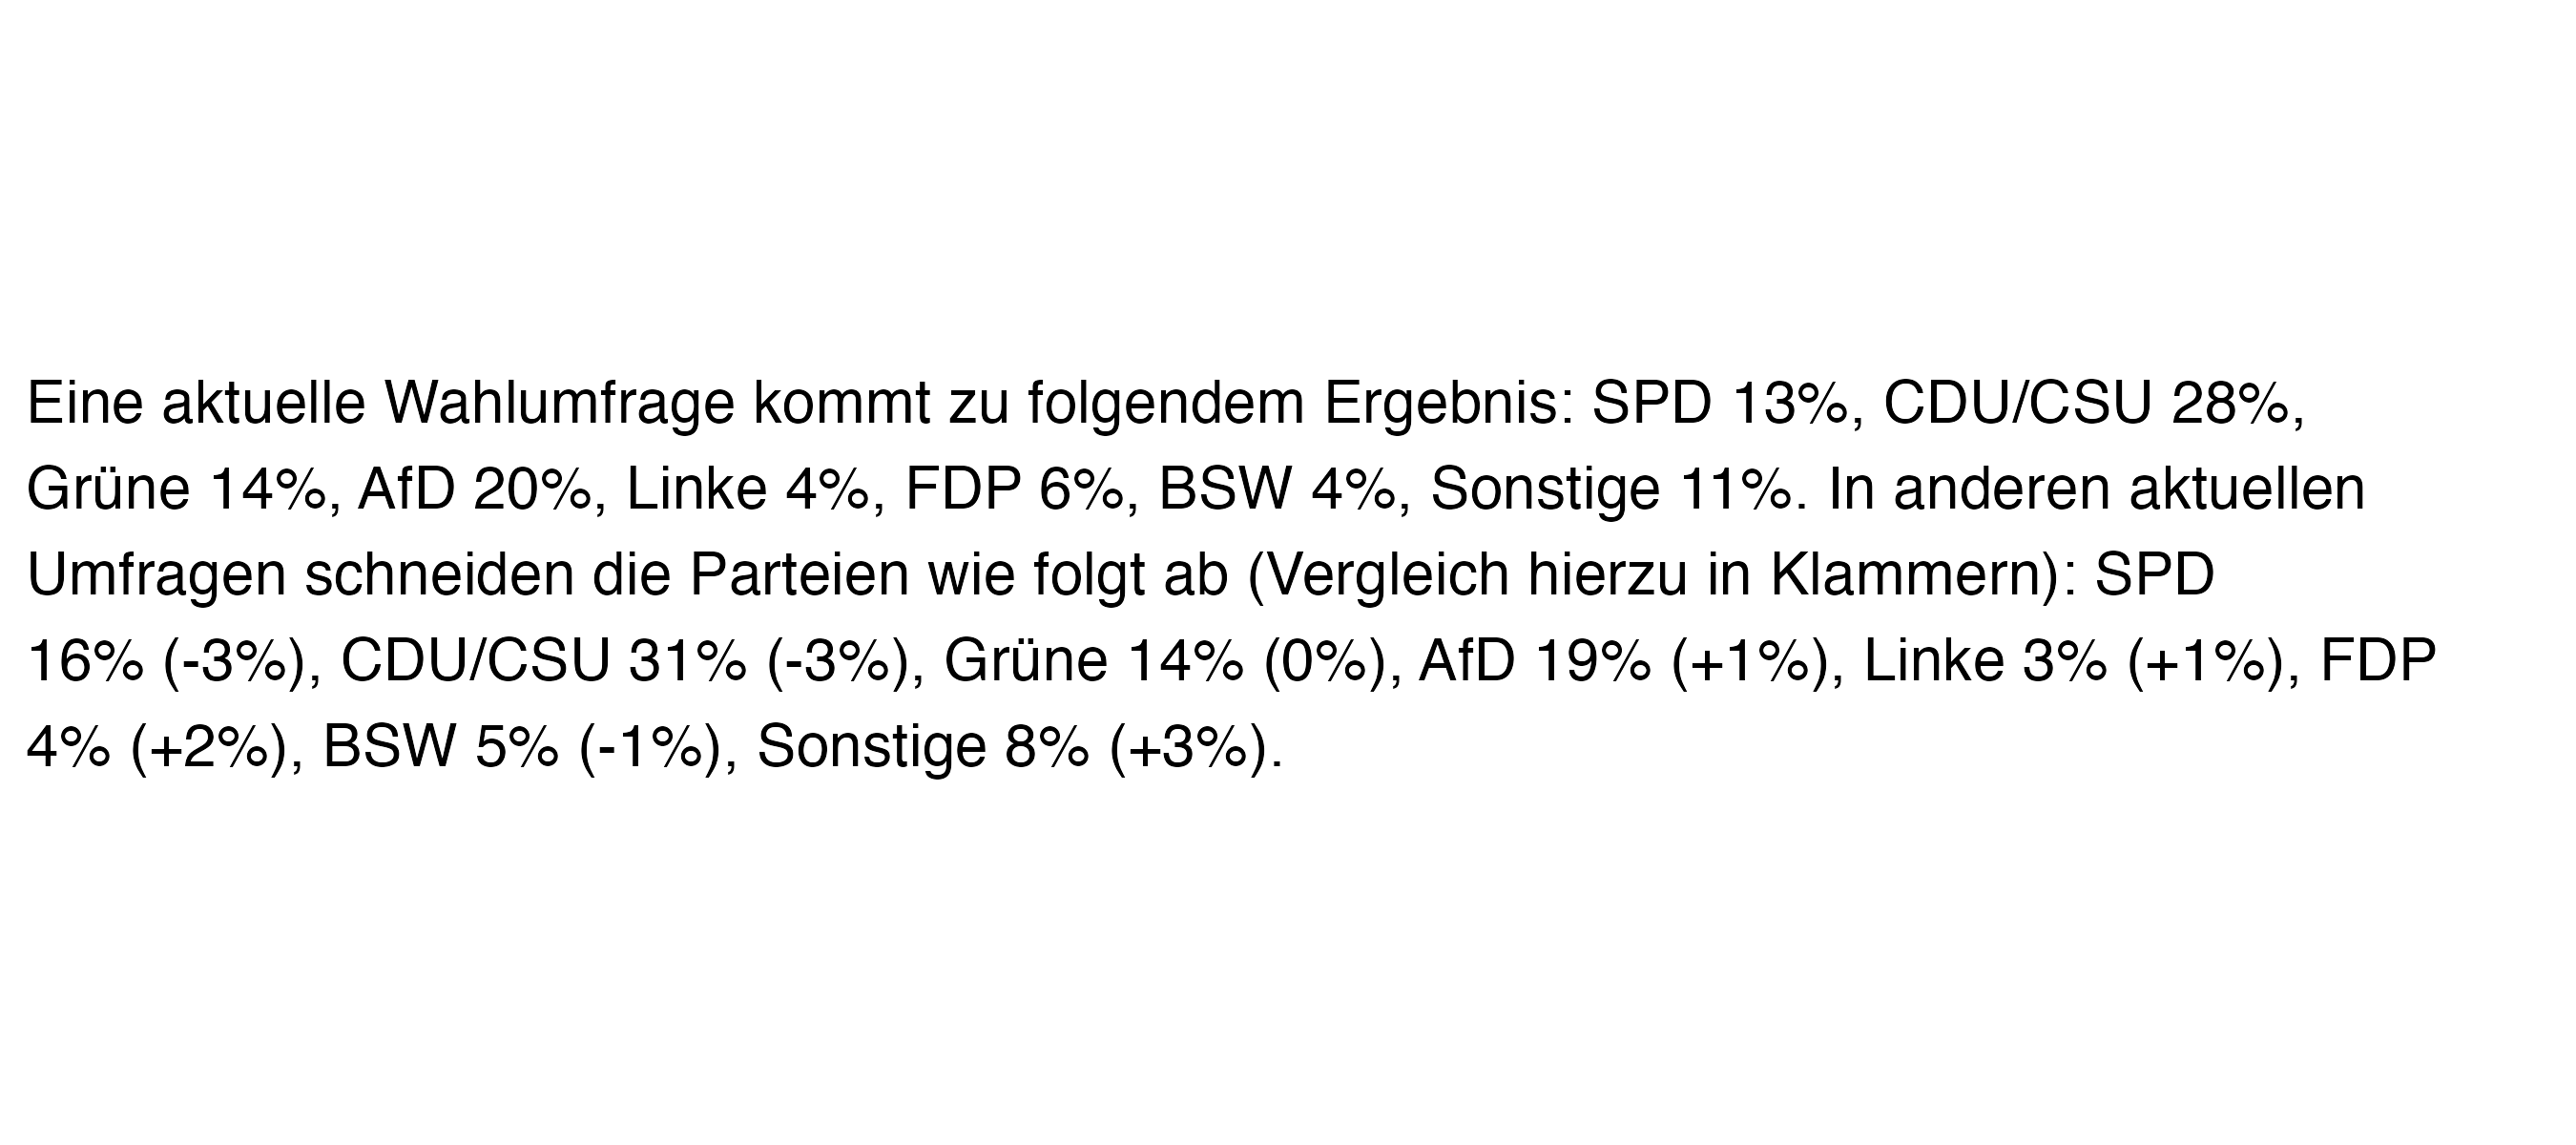 Eine aktuelle Wahlumfrage kommt zu folgendem Ergebnis: SPD 13%, CDU/CSU 28%,
Grüne 14%, AfD 20%, Linke 4%, FDP 6%, BSW 4%, Sonstige 11%. In anderen aktuellen
Umfragen schneiden die Parteien wie folgt ab (Vergleich hierzu in Klammern): SPD
16% (-3%), CDU/CSU 31% (-3%), Grüne 14% (0%), AfD 19% (+1%), Linke 3% (+1%), FDP
4% (+2%), BSW 5% (-1%), Sonstige 8% (+3%).